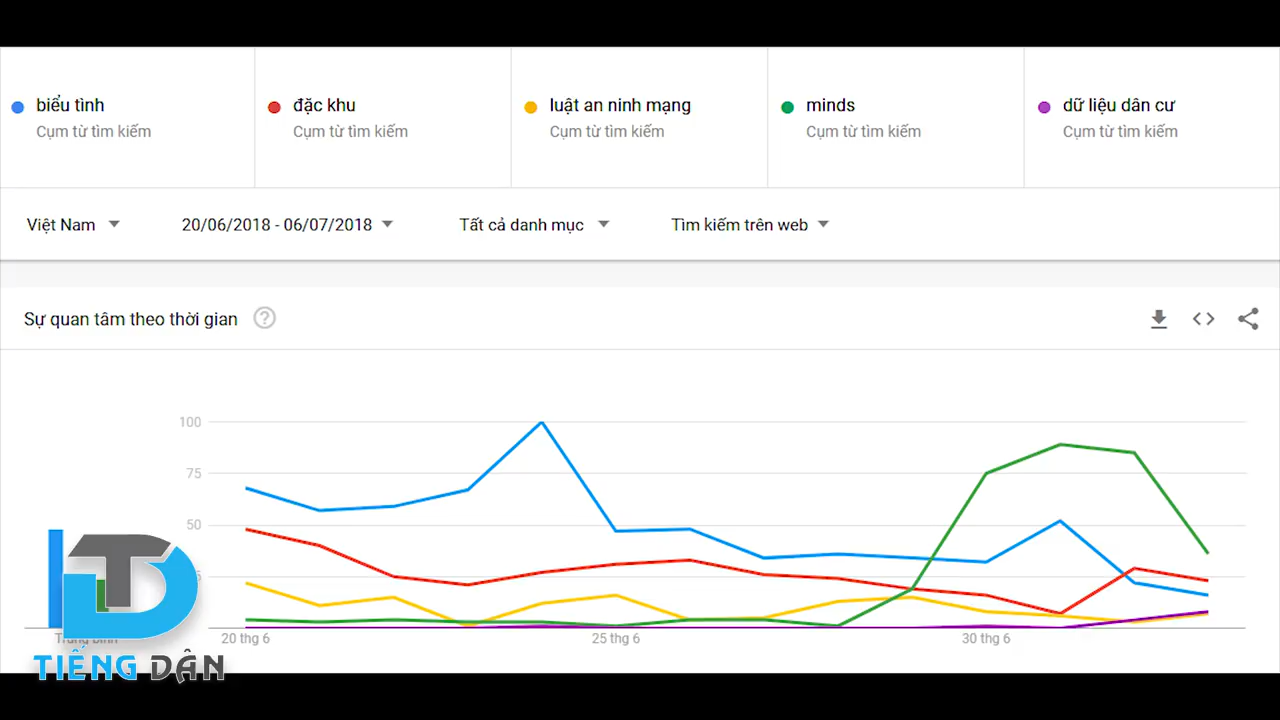 biểu tình
Cụm từ tìm kiếm
đặc khu
Cụm từ tìm kiếm
luật an ninh mạng
Cụm từ tìm kiếm
minds
Cụm từ tìm kiếm
dữ liệu dân cư
Cụm từ tìm kiếm
Việt Nam
20/06/2018 - 06/07/2018
Tất cả danh mục
Tìm kiếm trên web
Sự quan tâm theo thời gian
?
100
75
50
Trung bình
20 thg 6
25 thg 6
30 thg 6
TD
TIẾNG DÂN